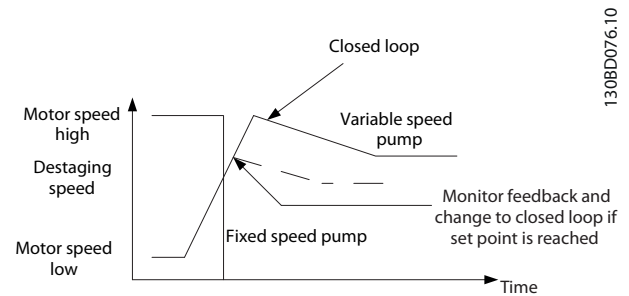 130BD076.10
Closed loop
Motor speed
high
Variable speed
pump
Destaging
speed
Monitor feedback and
change to closed loop if
set point is reached
Fixed speed pump
Motor speed
low
Time